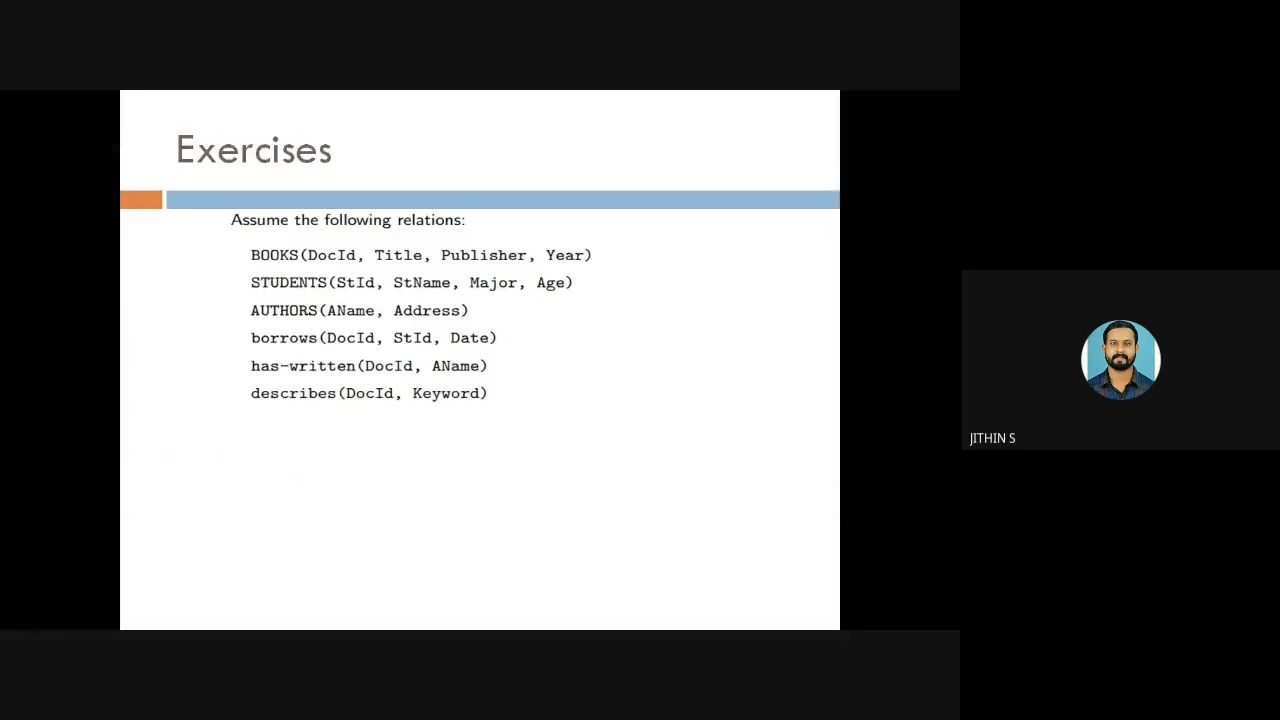 Exercises
Assume the following relations:
BOOKS(DocId, Title, Publisher, Year)
STUDENTS(StId, StName, Major, Age)
AUTHORS(AName, Address)
borrows(DocId, StId, Date)
has-written(DocId, AName)
describes(DocId, Keyword)
JITHIN S